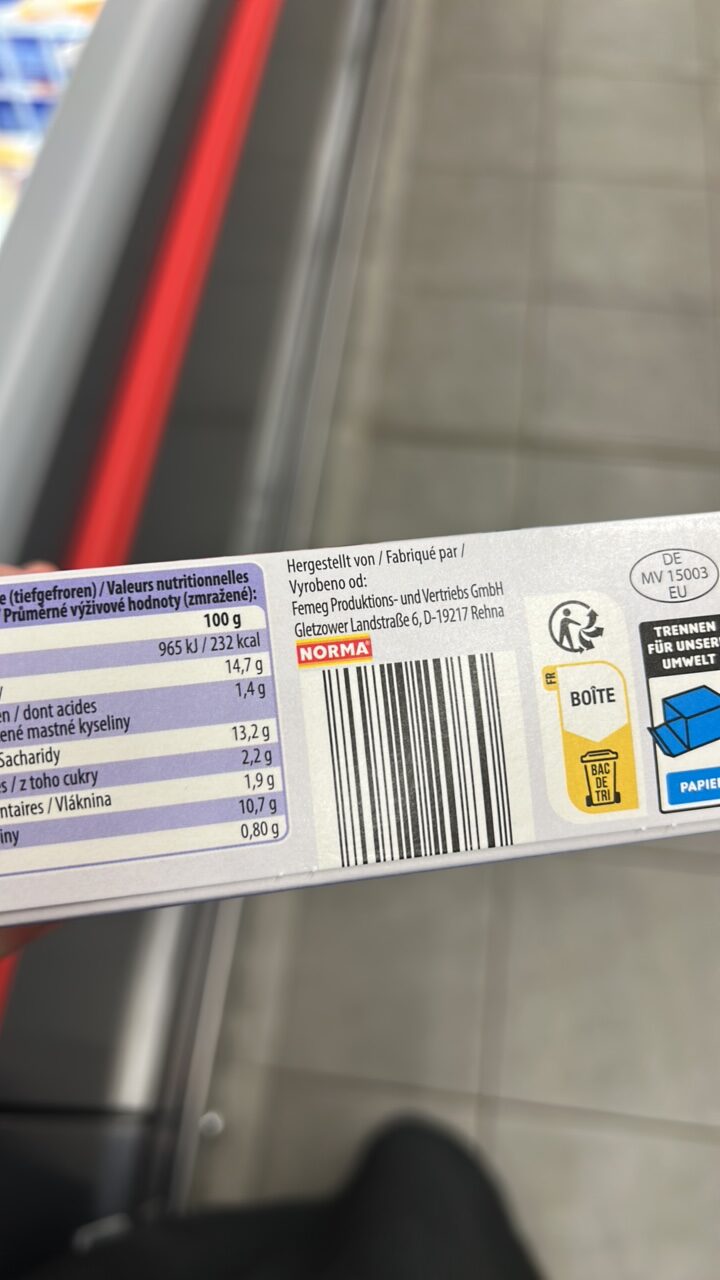 e (tiefgefroren) / Valeurs nutritionnelles
Průměrné výživové hodnoty (zmražené):
100 g
965 kJ / 232 kcal
14,7 g
1,4 g
en / dont acides
ené mastné kyseliny
13,2 g
Sacharidy
2,2 g
es / z toho cukry
1,9 g
ntaires / Vláknina
10,7 g
iny
0,80 g
Hergestellt von / Fabriqué par /
Vyrobeno od:
Femeg Produktions- und Vertriebs GmbH
Gletzower Landstraße 6, D-19217 Rehna
NORMA®
FR
BOÎTE
BAC
DE
TRI
DE
MV 15003
EU
TRENNEN
FÜR UNSER
UMWELT
PAPIE